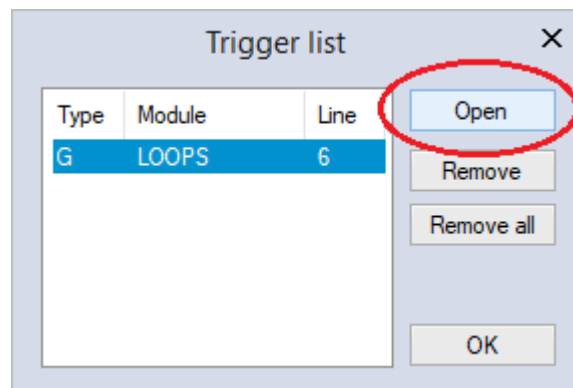 Trigger list
Type Module Line
G LOOPS 6
Open
Remove
Remove all
OK